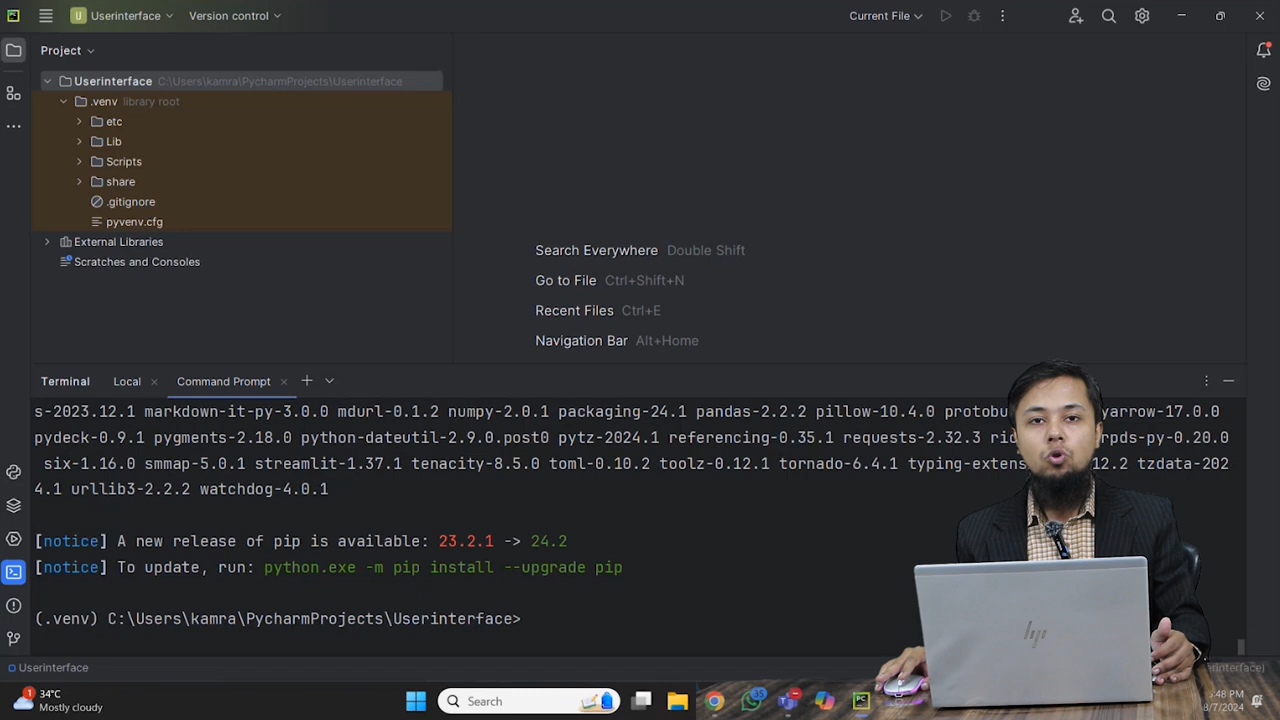 U Userinterface Version control Current File
Project
Userinterface C:\Users\kamra\PycharmProjects\Userinterface
.venv library root
etc
Lib
Scripts
share
.gitignore
pyvenv.cfg
External Libraries
Scratches and Consoles
Search Everywhere Double Shift
Go to File Ctrl+Shift+N
Recent Files Ctrl+E
Navigation Bar Alt+Home
Terminal Local Command Prompt
s-2023.12.1 markdown-it-py-3.0.0 mdurl-0.1.2 numpy-2.0.1 packaging-24.1 pandas-2.2.2 pillow-10.4.0 yarrow-17.0.0
pydeck-0.9.1 pygments-2.18.0 python-dateutil-2.9.0.post0 pytz-2024.1 referencing-0.35.1 requests-2.32.3 rpds-py-0.20.0
six-1.16.0 smmap-5.0.1 streamlit-1.37.1 tenacity-8.5.0 toml-0.10.2 toolz-0.12.1 tornado-6.4.1 12.2 tzdata-202
4.1 urllib3-2.2.2 watchdog-4.0.1
[notice] A new release of pip is available: 23.2.1 -> 24.2
[notice] To update, run: python.exe -m pip install --upgrade pip
(.venv) C:\Users\kamra\PycharmProjects\Userinterface>
hp
Userinterface
1
34°C
Mostly cloudy
Search
35
PC
8/7/2024